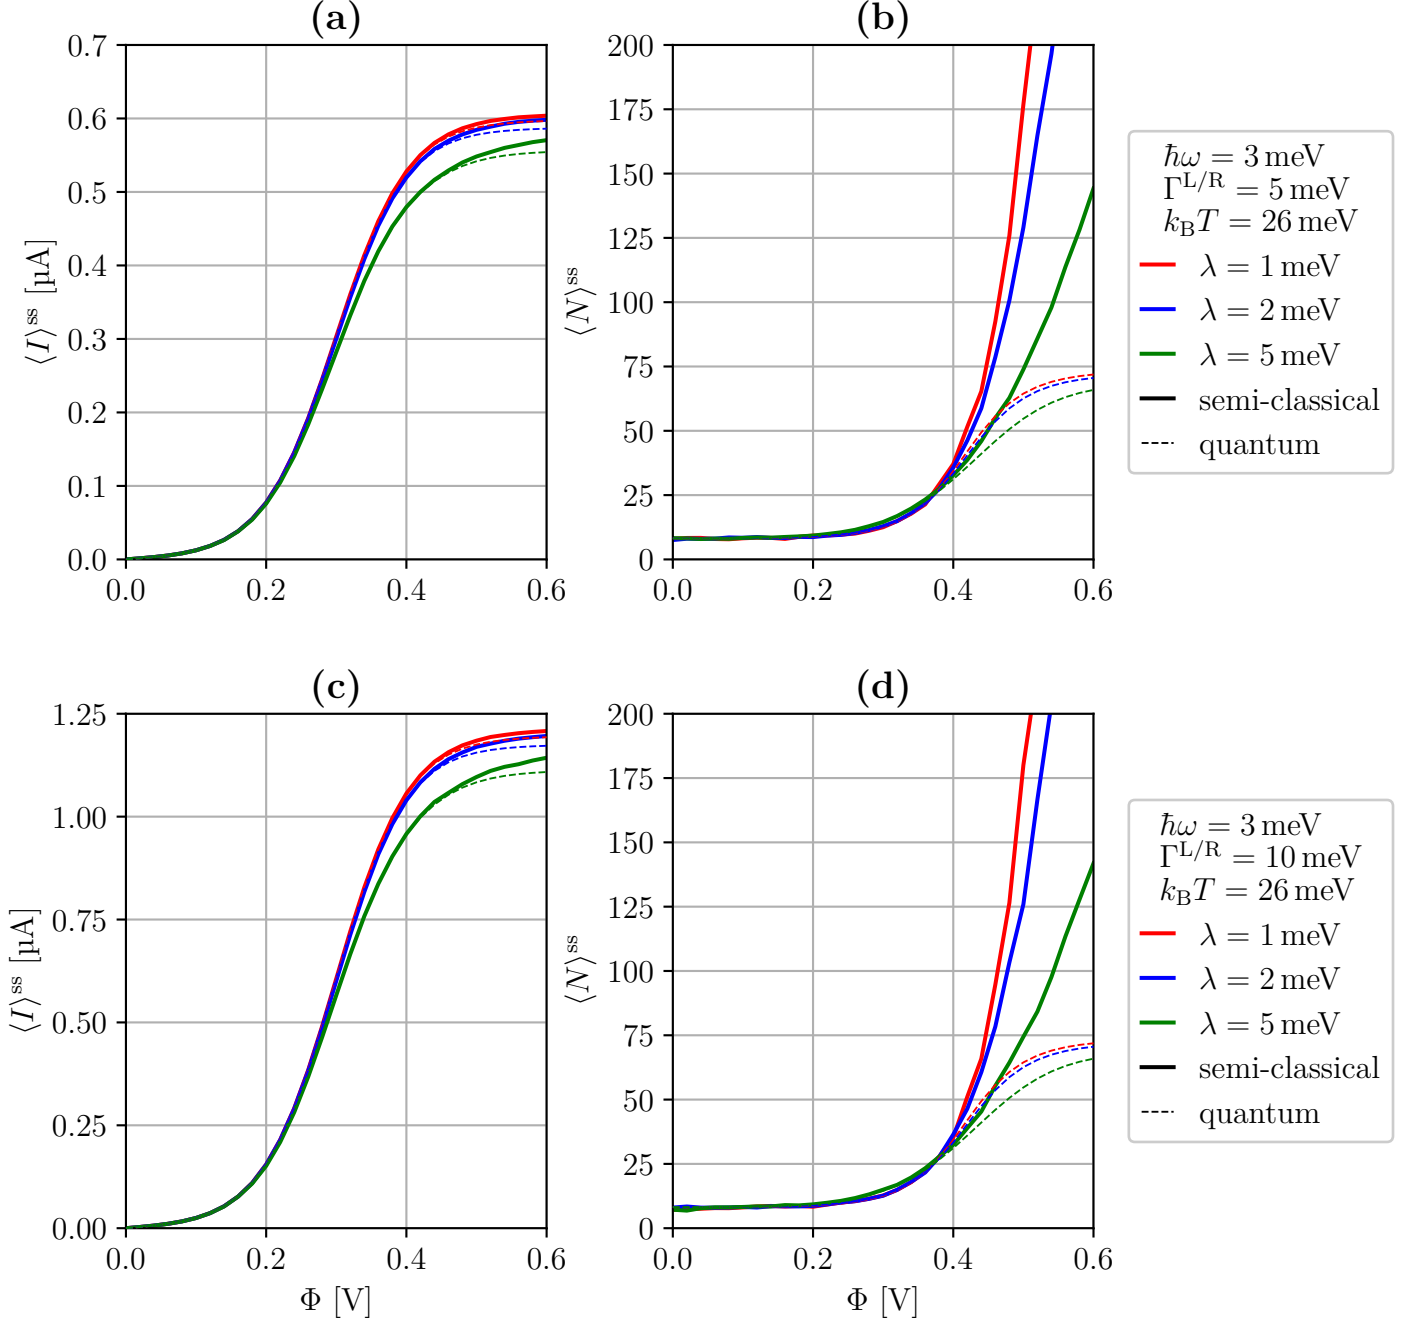 (a)
0.7
0.6
0.5
0.4
0.3
0.2
0.1
0.0
⟨I⟩ˢˢ [µA]
0.0 0.2 0.4 0.6
(b)
200
175
150
125
100
75
50
25
0
⟨N⟩ˢˢ
0.0 0.2 0.4 0.6
ℏω = 3 meV
Γ^L/R = 5 meV
k_BT = 26 meV
λ = 1 meV
λ = 2 meV
λ = 5 meV
semi-classical
quantum
(c)
1.25
1.00
0.75
0.50
0.25
0.00
⟨I⟩ˢˢ [µA]
0.0 0.2 0.4 0.6
Φ [V]
(d)
200
175
150
125
100
75
50
25
0
⟨N⟩ˢˢ
0.0 0.2 0.4 0.6
Φ [V]
ℏω = 3 meV
Γ^L/R = 10 meV
k_BT = 26 meV
λ = 1 meV
λ = 2 meV
λ = 5 meV
semi-classical
quantum